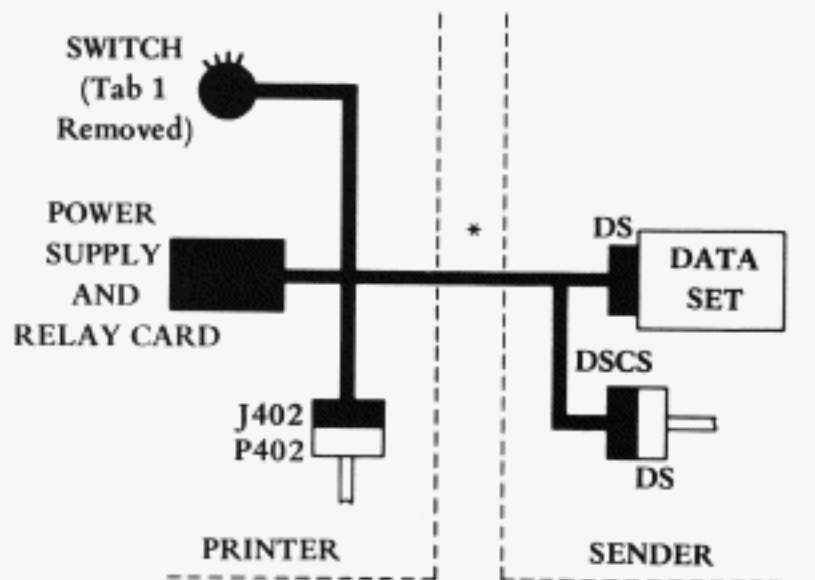 SWITCH
(Tab 1
Removed)
POWER
SUPPLY
AND
RELAY CARD
*
DS
DATA
SET
DSCS
J402
P402
DS
PRINTER
SENDER